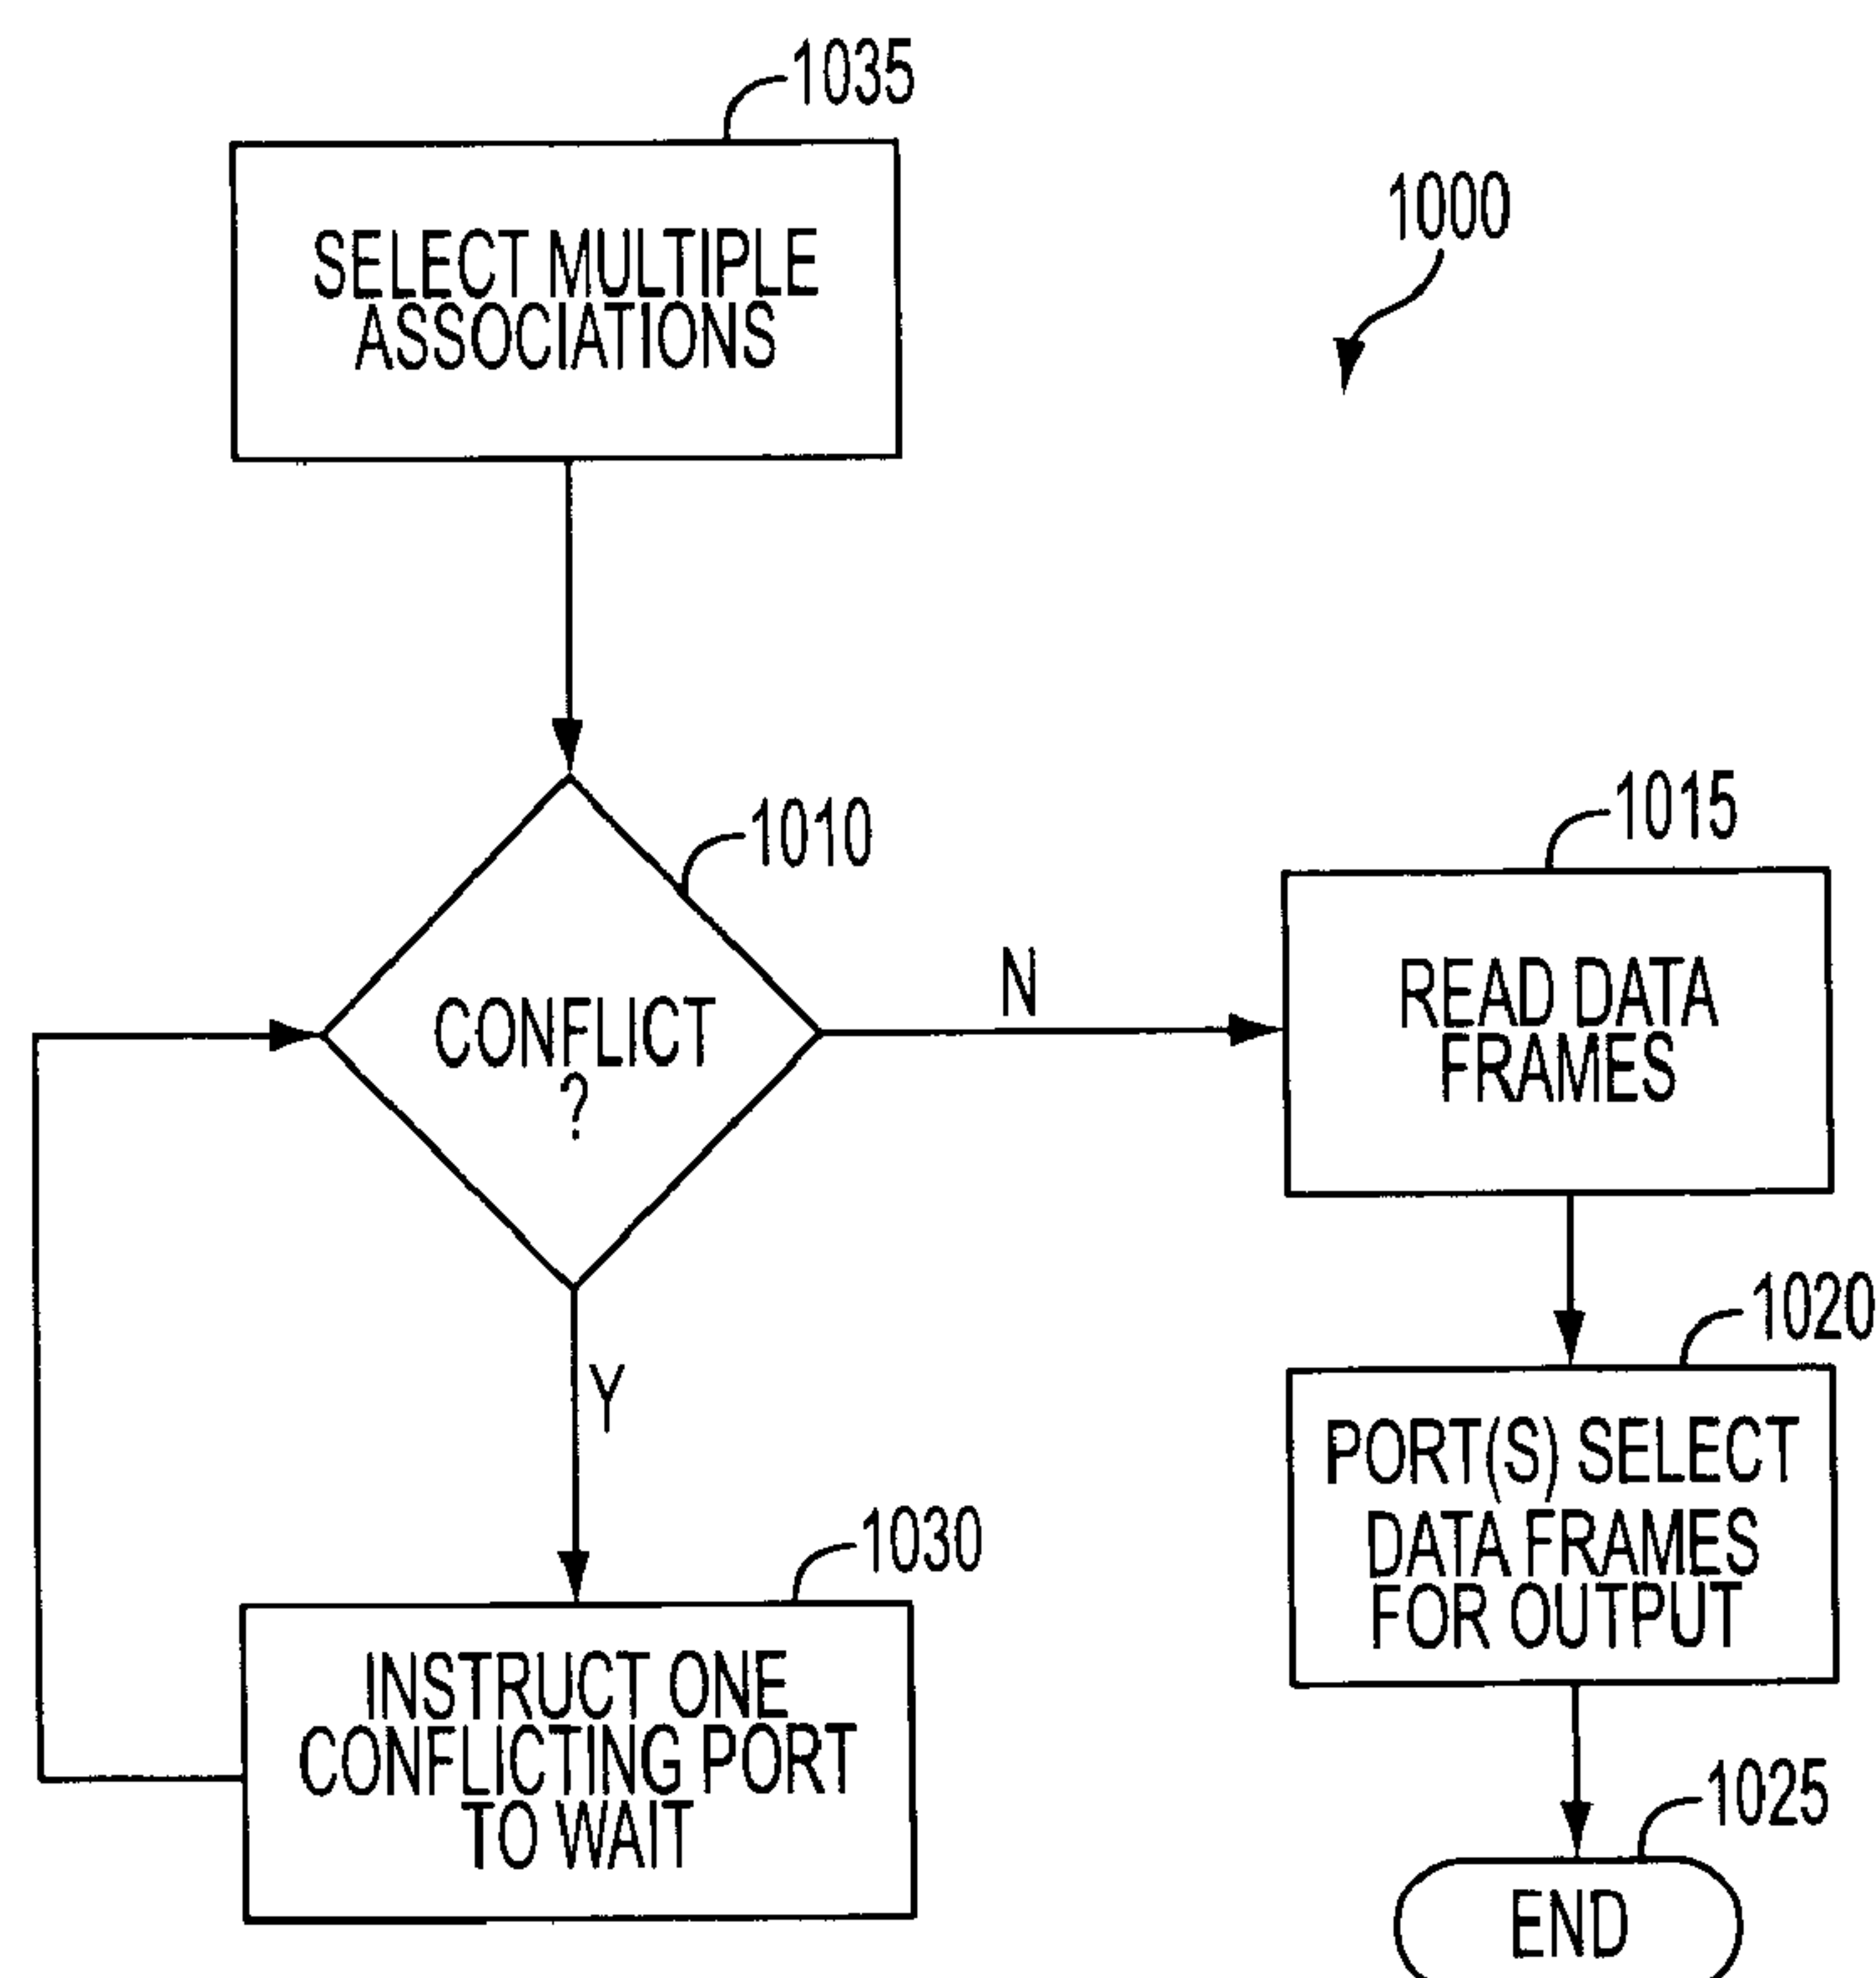 1035
SELECT MULTIPLE
ASSOCIATIONS
1000
1010
CONFLICT
?
N
1015
READ DATA
FRAMES
Y
1020
PORT(S) SELECT
DATA FRAMES
FOR OUTPUT
1030
INSTRUCT ONE
CONFLICTING PORT
TO WAIT
1025
END